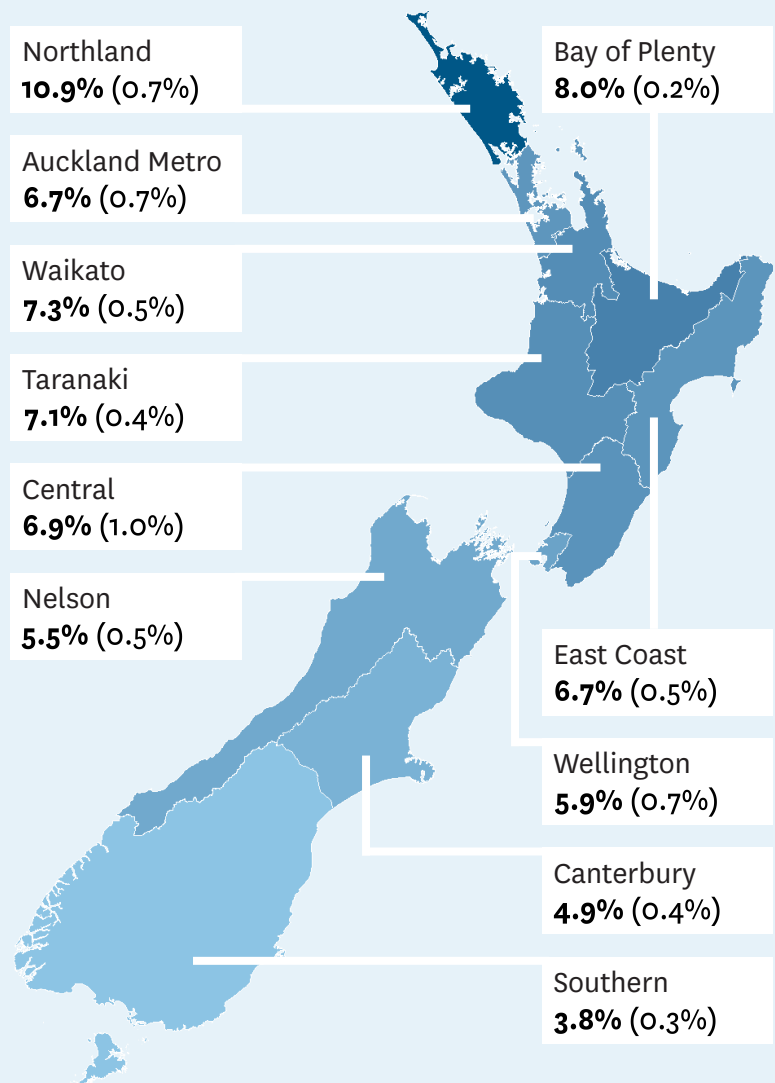 Northland
10.9% (0.7%)
Bay of Plenty
8.0% (0.2%)
Auckland Metro
6.7% (0.7%)
Waikato
7.3% (0.5%)
Taranaki
7.1% (0.4%)
Central
6.9% (1.0%)
Nelson
5.5% (0.5%)
East Coast
6.7% (0.5%)
Wellington
5.9% (0.7%)
Canterbury
4.9% (0.4%)
Southern
3.8% (0.3%)